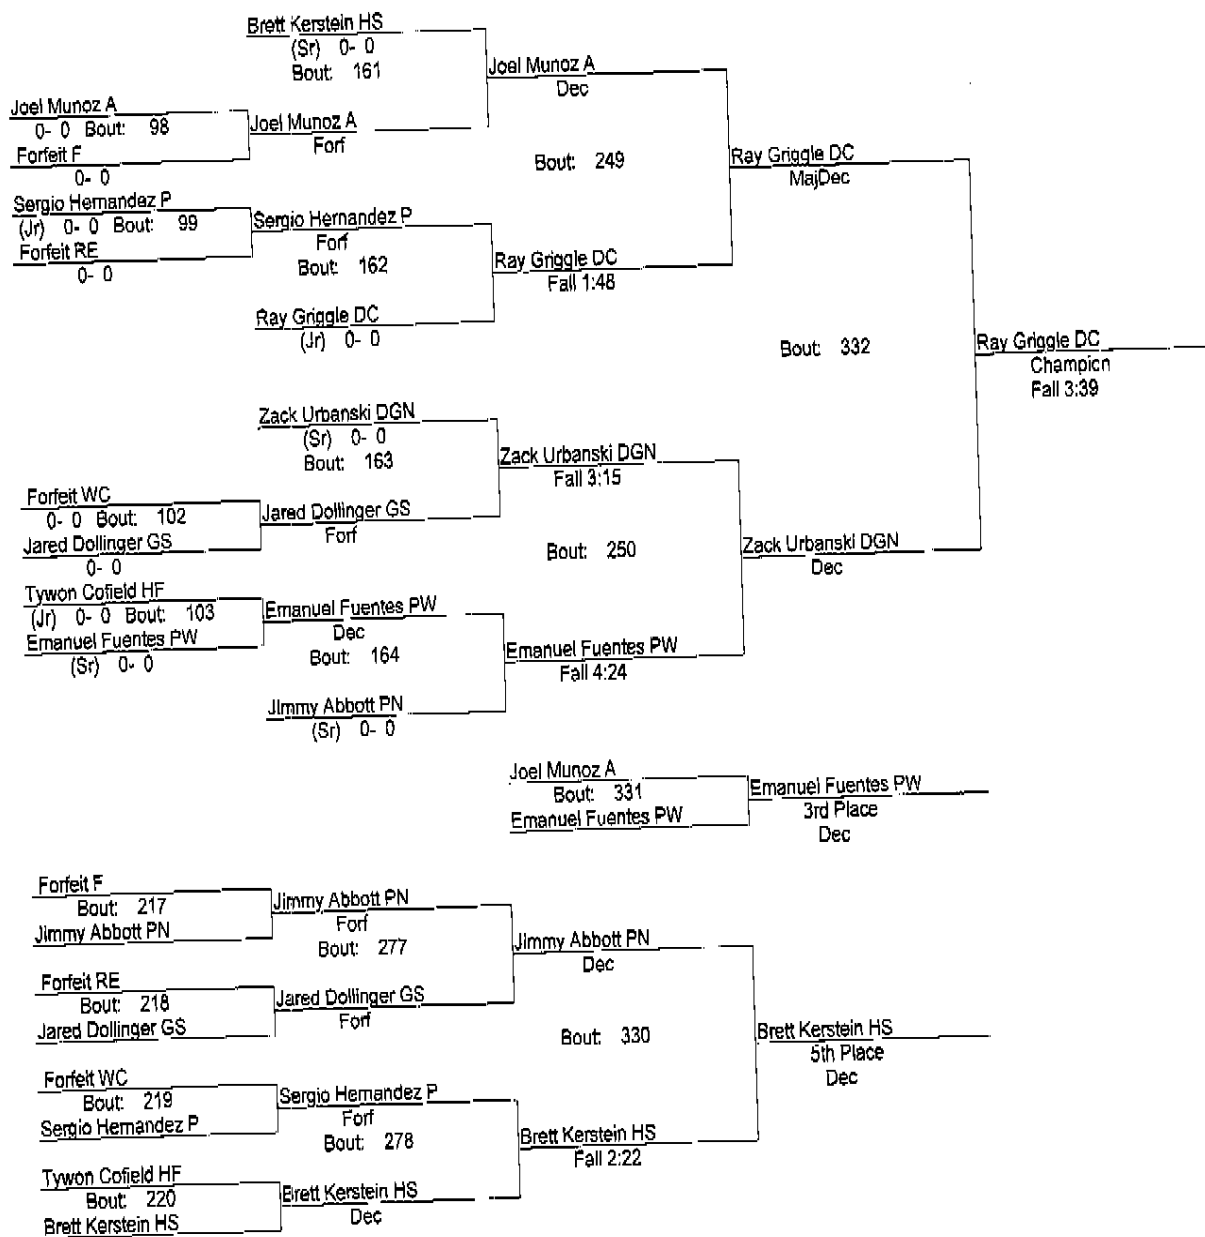 Brett Kerstein HS
(Sr) 0- 0
Bout: 161
Joel Munoz A
Dec
Joel Munoz A
0- 0 Bout: 98
Forfeit F
0- 0
Joel Munoz A
Forf
Bout: 249
Ray Griggle DC
MajDec
Sergio Hernandez P
(Jr) 0- 0 Bout: 99
Forfeit RE
0- 0
Sergio Hernandez P
Forf
Bout: 162
Ray Griggle DC
Fall 1:48
Ray Griggle DC
(Jr) 0- 0
Bout: 332
Ray Griggle DC
Champion
Fall 3:39
Zack Urbanski DGN
(Sr) 0- 0
Bout: 163
Zack Urbanski DGN
Fall 3:15
Forfeit WC
0- 0 Bout: 102
Jared Dollinger GS
0- 0
Jared Dollinger GS
Forf
Bout: 250
Zack Urbanski DGN
Dec
Tywon Cofield HF
(Jr) 0- 0 Bout: 103
Emanuel Fuentes PW
(Sr) 0- 0
Emanuel Fuentes PW
Dec
Bout: 164
Emanuel Fuentes PW
Fall 4:24
Jimmy Abbott PN
(Sr) 0- 0
Joel Munoz A
Bout: 331
Emanuel Fuentes PW
Emanuel Fuentes PW
3rd Place
Dec
Forfeit F
Bout: 217
Jimmy Abbott PN
Jimmy Abbott PN
Forf
Bout: 277
Jimmy Abbott PN
Dec
Forfeit RE
Bout: 218
Jared Dollinger GS
Jared Dollinger GS
Forf
Bout: 330
Brett Kerstein HS
5th Place
Dec
Forfeit WC
Bout: 219
Sergio Hernandez P
Sergio Hernandez P
Forf
Bout: 278
Brett Kerstein HS
Fall 2:22
Tywon Cofield HF
Bout: 220
Brett Kerstein HS
Brett Kerstein HS
Dec